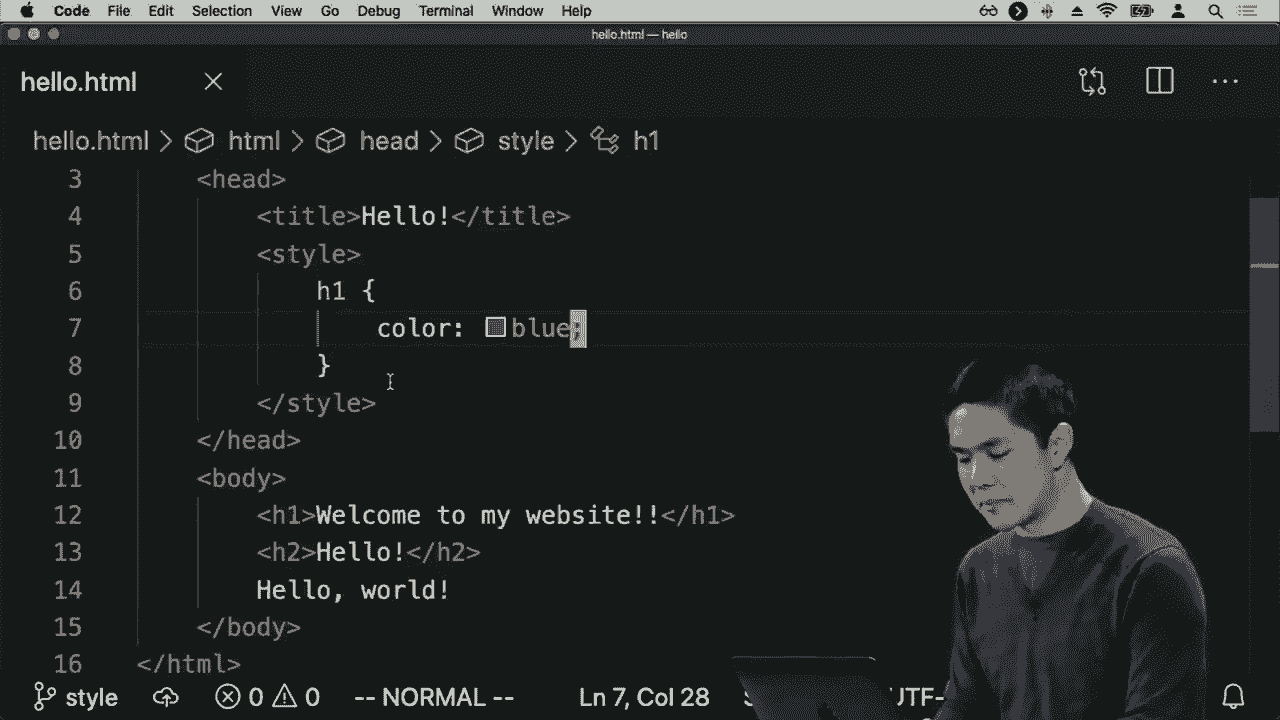 Code File Edit Selection View Go Debug Terminal Window Help
hello.html — hello
hello.html
hello.html > html > head > style > h1
3 <head>
4 <title>Hello!</title>
5 <style>
6 h1 {
7 color: blue;
8 }
9 </style>
10 </head>
11 <body>
12 <h1>Welcome to my website!!</h1>
13 <h2>Hello!</h2>
14 Hello, world!
15 </body>
16 </html>
style 0 0 -- NORMAL -- Ln 7, Col 28 UTF-